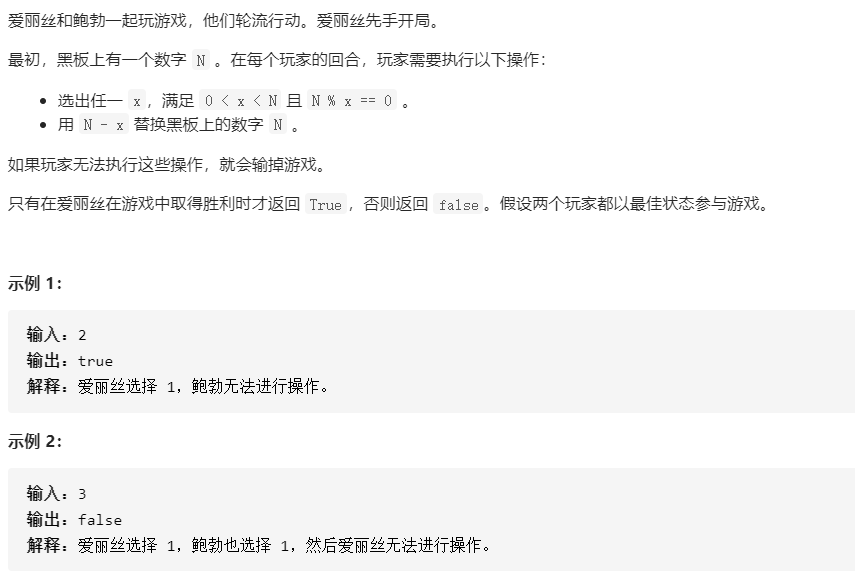 爱丽丝和鲍勃一起玩游戏，他们轮流行动。爱丽丝先手开局。
最初，黑板上有一个数字 N 。在每个玩家的回合，玩家需要执行以下操作：
• 选出任一 x，满足 0 < x < N 且 N % x == 0 。
• 用 N - x 替换黑板上的数字 N 。
如果玩家无法执行这些操作，就会输掉游戏。
只有在爱丽丝在游戏中取得胜利时才返回 True，否则返回 false。假设两个玩家都以最佳状态参与游戏。
示例 1：
输入：2
输出：true
解释：爱丽丝选择 1，鲍勃无法进行操作。
示例 2：
输入：3
输出：false
解释：爱丽丝选择 1，鲍勃也选择 1，然后爱丽丝无法进行操作。